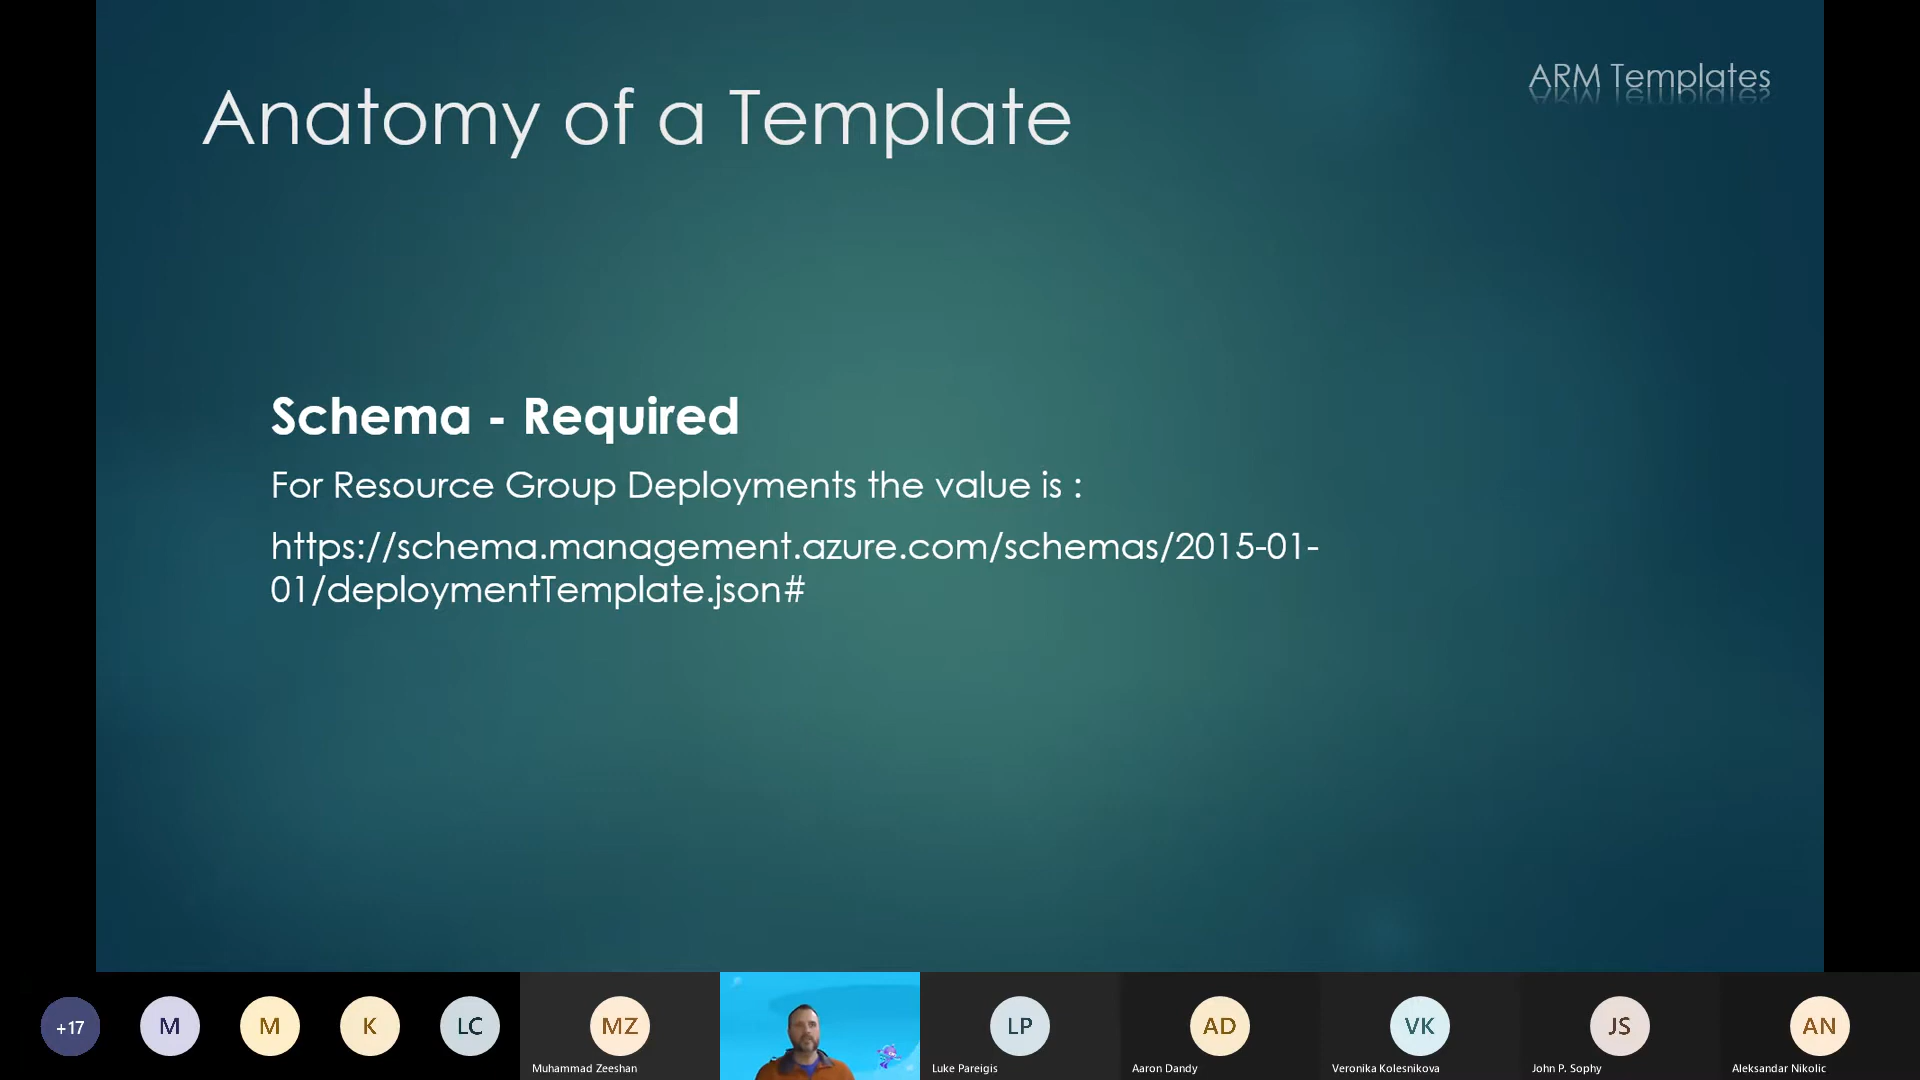 ARM Templates
Anatomy of a Template
Schema - Required
For Resource Group Deployments the value is :
https://schema.management.azure.com/schemas/2015-01-
01/deploymentTemplate.json#
+17
M
M
K
LC
MZ
LP
AD
VK
JS
AN
Muhammad Zeeshan
Luke Pareigis
Aaron Dandy
Veronika Kolesnikova
John P. Sophy
Aleksandar Nikolic